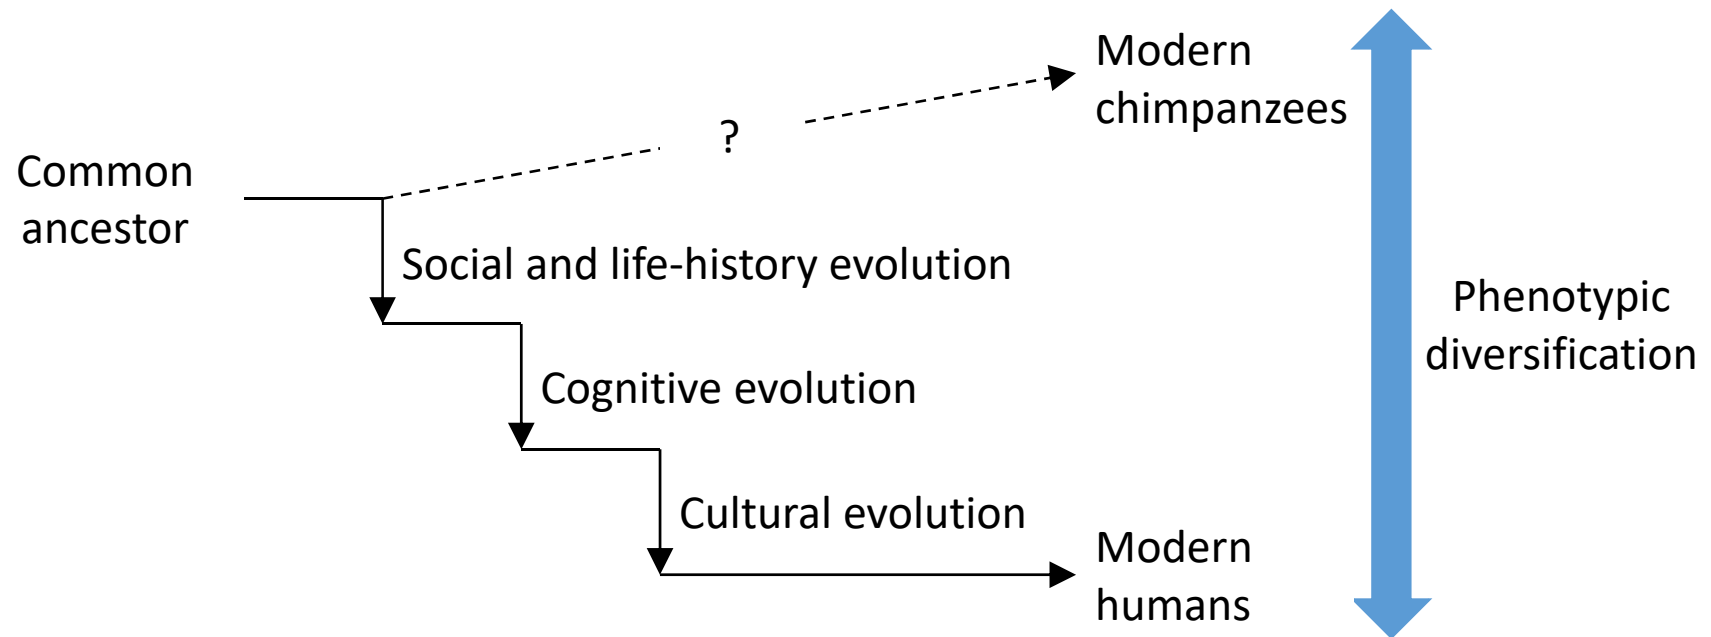 Modern
chimpanzees
?
Common
ancestor
Social and life-history evolution
Phenotypic
diversification
Cognitive evolution
Cultural evolution
Modern
humans